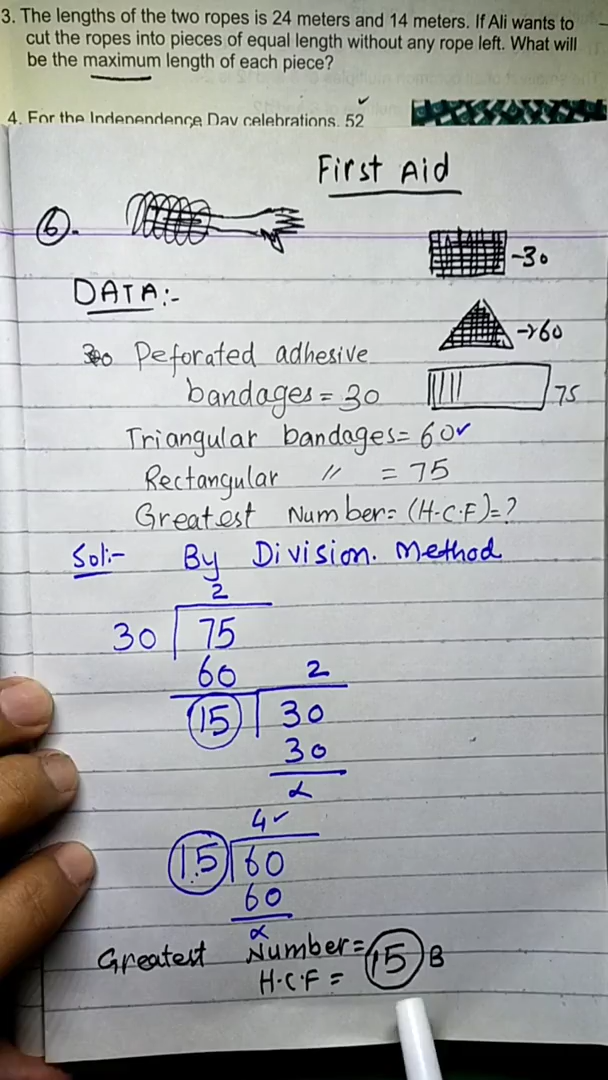 3. The lengths of the two ropes is 24 meters and 14 meters. If Ali wants to
cut the ropes into pieces of equal length without any rope left. What will
be the maximum length of each piece?
4. For the Independence Day celebrations, 52
First Aid
6.
-30
DATA:-
Peforated adhesive
→60
bandages = 30
75
Triangular bandages = 60
Rectangular // = 75
Greatest Number = (H.C.F) = ?
Sol:- By Division. Method
2
30 75
60 2
15 30
30
4
15 60
60
Greatest Number =
H.C.F = 15 B